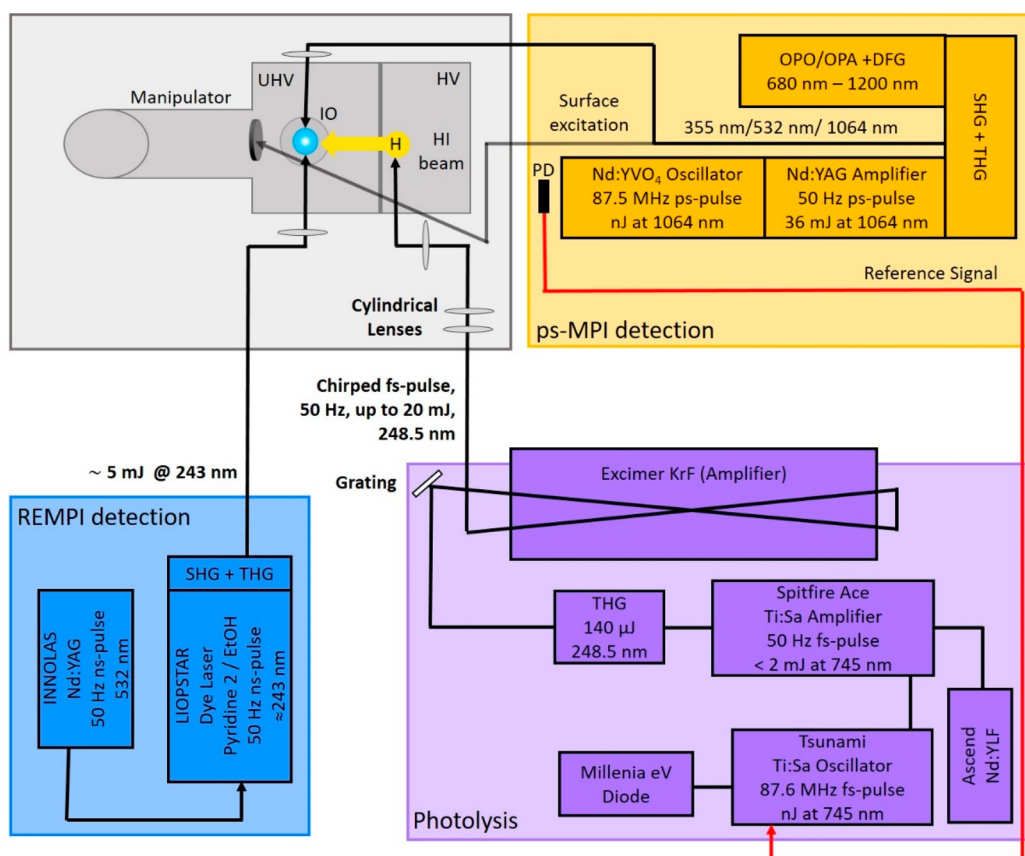 UHV
HV
Manipulator
IO
H
HI
beam
Cylindrical
Lenses
OPO/OPA +DFG
680 nm – 1200 nm
SHG + THG
Surface
excitation
355 nm/532 nm/ 1064 nm
PD
Nd:YVO₄ Oscillator
87.5 MHz ps-pulse
nJ at 1064 nm
Nd:YAG Amplifier
50 Hz ps-pulse
36 mJ at 1064 nm
Reference Signal
ps-MPI detection
Chirped fs-pulse,
50 Hz, up to 20 mJ,
248.5 nm
~ 5 mJ @ 243 nm
REMPI detection
SHG + THG
INNOLAS
Nd:YAG
50 Hz ns-pulse
532 nm
LIOPSTAR
Dye Laser
Pyridine 2 / EtOH
50 Hz ns-pulse
≈243 nm
Grating
Excimer KrF (Amplifier)
THG
140 µJ
248.5 nm
Spitfire Ace
Ti:Sa Amplifier
50 Hz fs-pulse
< 2 mJ at 745 nm
Millenia eV
Diode
Tsunami
Ti:Sa Oscillator
87.6 MHz fs-pulse
nJ at 745 nm
Ascend
Nd:YLF
Photolysis